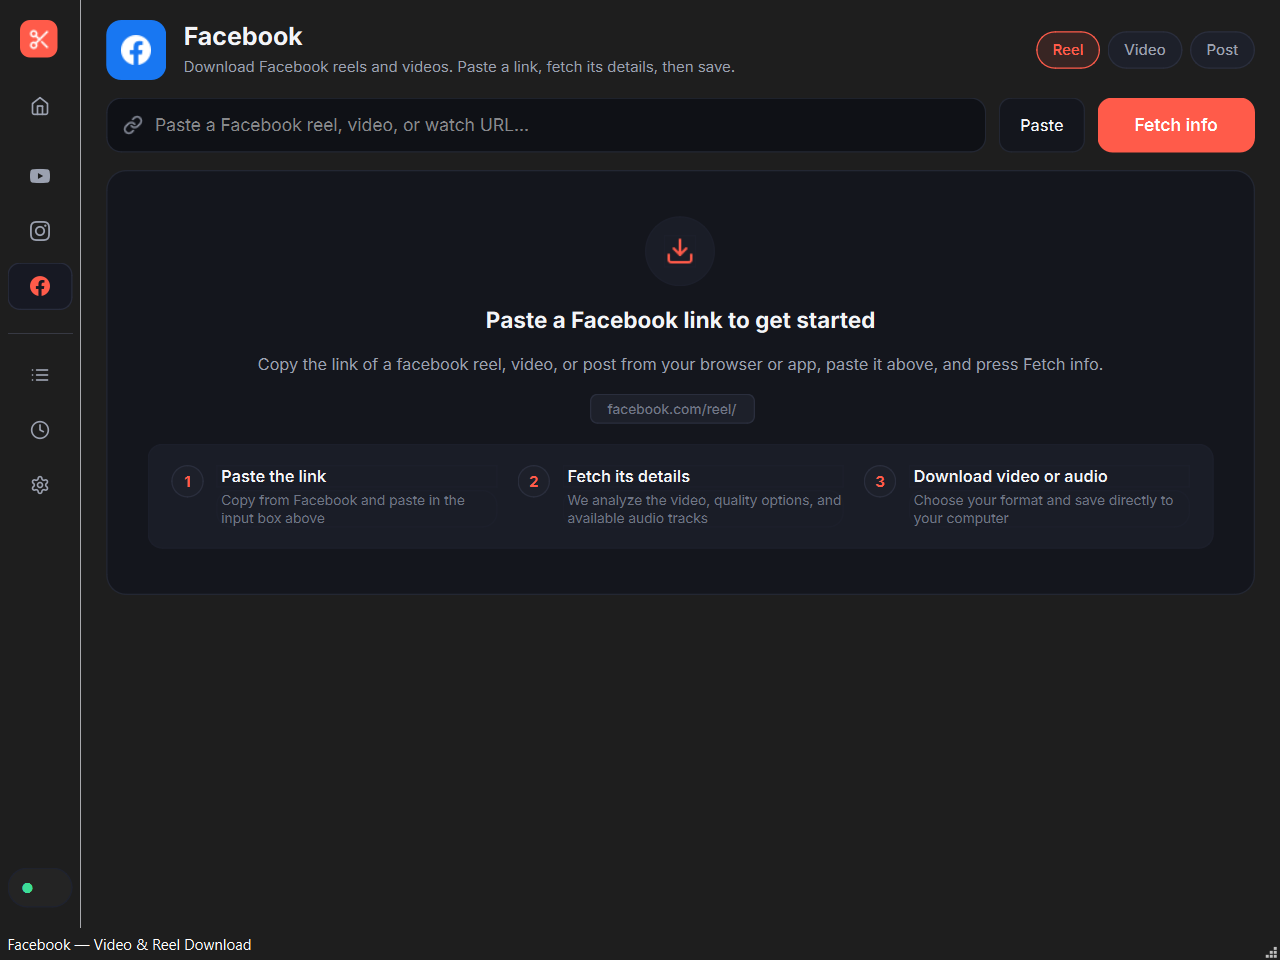 Facebook
Download Facebook reels and videos. Paste a link, fetch its details, then save.
Reel
Video
Post
Paste a Facebook reel, video, or watch URL...
Paste
Fetch info
Paste a Facebook link to get started
Copy the link of a facebook reel, video, or post from your browser or app, paste it above, and press Fetch info.
facebook.com/reel/
1
Paste the link
Copy from Facebook and paste in the
input box above
2
Fetch its details
We analyze the video, quality options, and
available audio tracks
3
Download video or audio
Choose your format and save directly to
your computer
Facebook — Video & Reel Download